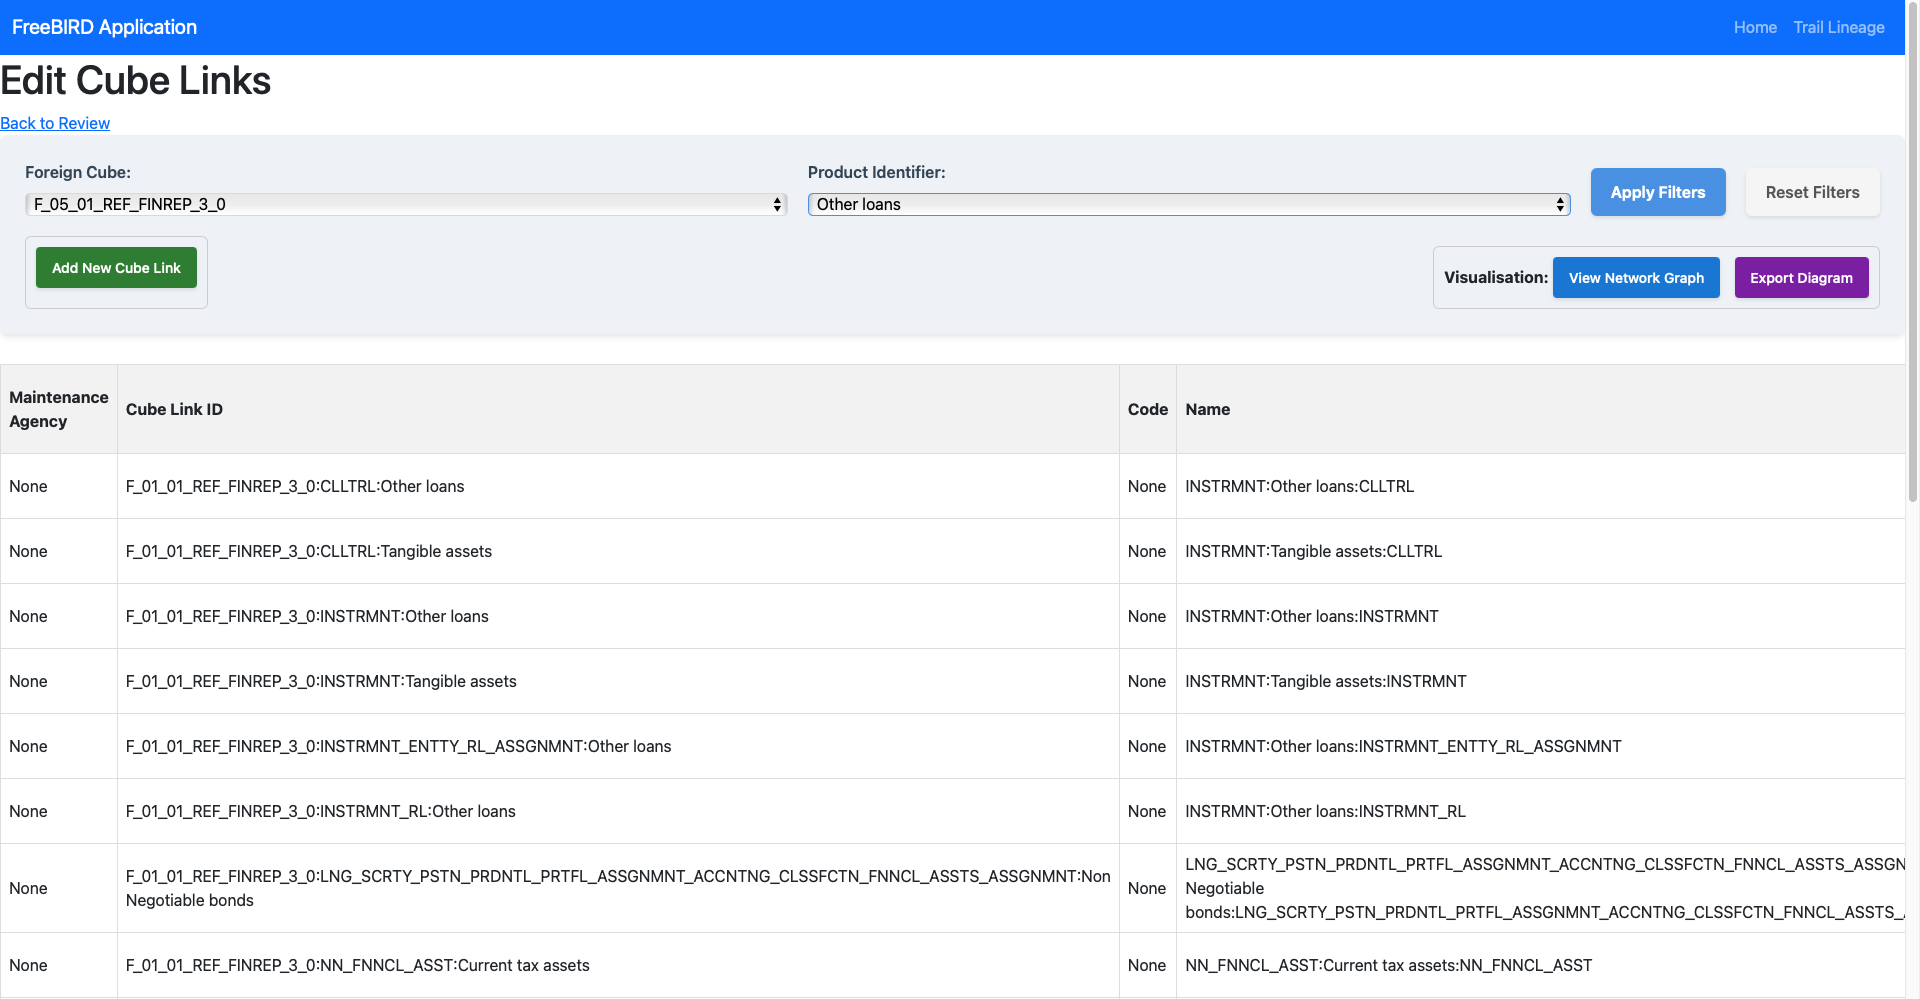 FreeBIRD Application
Home
Trail Lineage
Edit Cube Links
Back to Review
Foreign Cube:
Product Identifier:
F_05_01_REF_FINREP_3_0
Other loans
Apply Filters
Reset Filters
Add New Cube Link
Visualisation:
View Network Graph
Export Diagram
Maintenance
Agency
Cube Link ID
Code
Name
None
F_01_01_REF_FINREP_3_0:CLLTRL:Other loans
None
INSTRMNT:Other loans:CLLTRL
None
F_01_01_REF_FINREP_3_0:CLLTRL:Tangible assets
None
INSTRMNT:Tangible assets:CLLTRL
None
F_01_01_REF_FINREP_3_0:INSTRMNT:Other loans
None
INSTRMNT:Other loans:INSTRMNT
None
F_01_01_REF_FINREP_3_0:INSTRMNT:Tangible assets
None
INSTRMNT:Tangible assets:INSTRMNT
None
F_01_01_REF_FINREP_3_0:INSTRMNT_ENTTY_RL_ASSGNMNT:Other loans
None
INSTRMNT:Other loans:INSTRMNT_ENTTY_RL_ASSGNMNT
None
F_01_01_REF_FINREP_3_0:INSTRMNT_RL:Other loans
None
INSTRMNT:Other loans:INSTRMNT_RL
None
F_01_01_REF_FINREP_3_0:LNG_SCRTY_PSTN_PRDNTL_PRTFL_ASSGNMNT_ACCNTNG_CLSSFCTN_FNNCL_ASSTS_ASSGNMNT:Non
Negotiable bonds
None
LNG_SCRTY_PSTN_PRDNTL_PRTFL_ASSGNMNT_ACCNTNG_CLSSFCTN_FNNCL_ASSTS_ASSGN
Negotiable
bonds:LNG_SCRTY_PSTN_PRDNTL_PRTFL_ASSGNMNT_ACCNTNG_CLSSFCTN_FNNCL_ASSTS_
None
F_01_01_REF_FINREP_3_0:NN_FNNCL_ASST:Current tax assets
None
NN_FNNCL_ASST:Current tax assets:NN_FNNCL_ASST